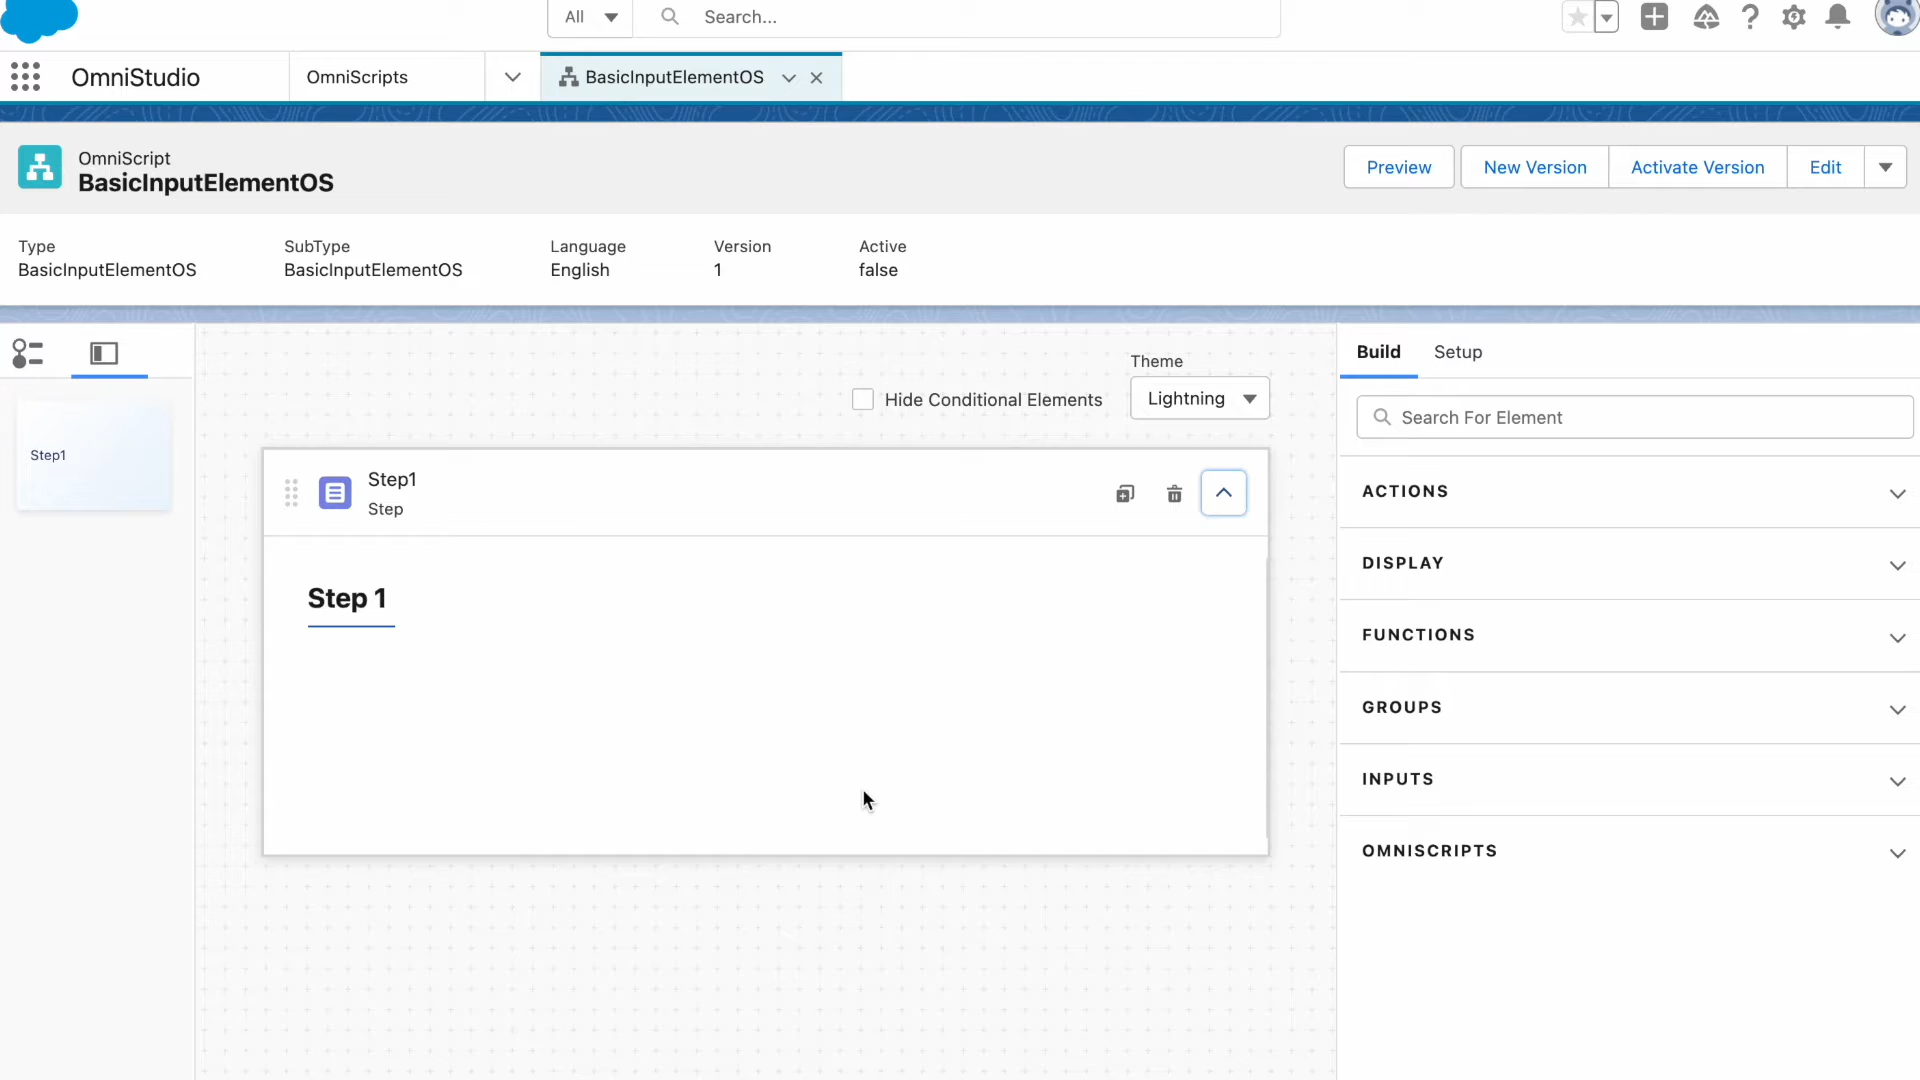 All
Search...
OmniStudio
OmniScripts
BasicInputElementOS
OmniScript
BasicInputElementOS
Preview
New Version
Activate Version
Edit
Type
BasicInputElementOS
SubType
BasicInputElementOS
Language
English
Version
1
Active
false
Theme
Hide Conditional Elements
Lightning
Build
Setup
Search For Element
Step1
Step1
Step
Step 1
ACTIONS
DISPLAY
FUNCTIONS
GROUPS
INPUTS
OMNISCRIPTS